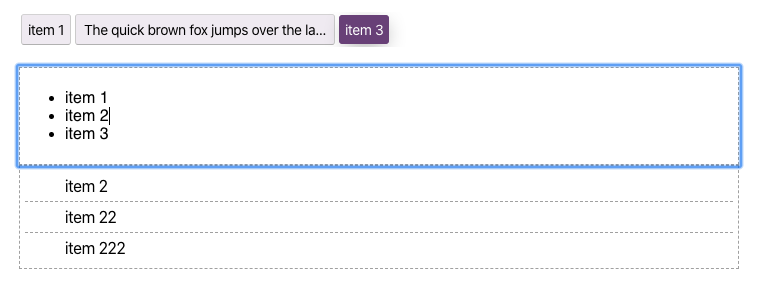 item 1 The quick brown fox jumps over the la... item 3
• item 1
• item 2
• item 3
item 2
item 22
item 222